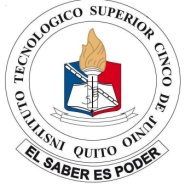 INSTITUTO TECNOLOGICO SUPERIOR CINCO DE JUNIO QUITO
EL SABER ES PODER